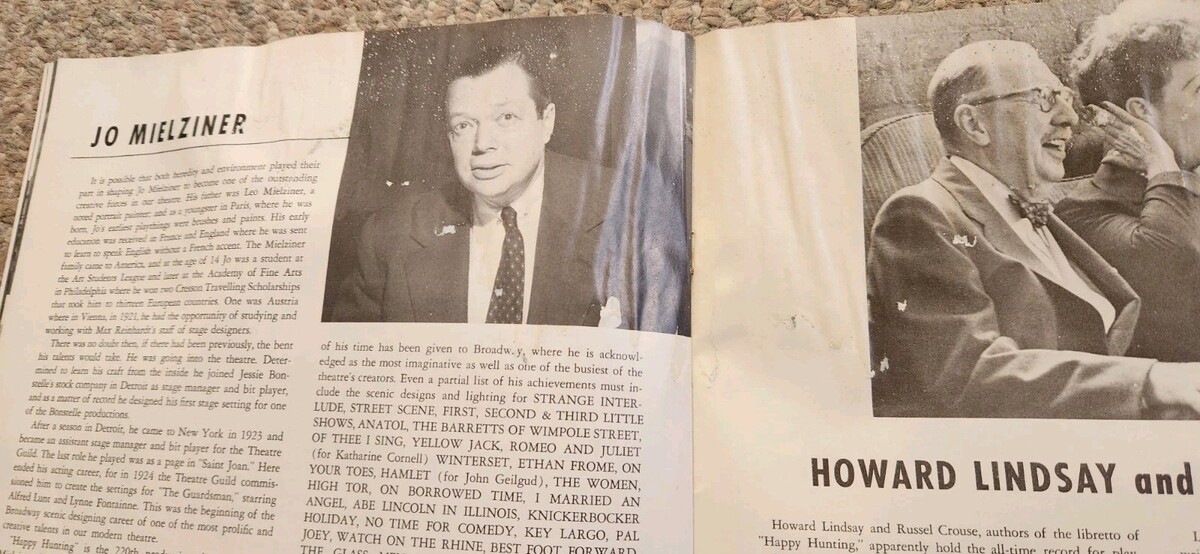 JO MIELZINER
It is possible that both heredity and environment played their
part in shaping Jo Mielziner to become one of the outstanding
creative forces in our theatre. His father was Leo Mielziner, a
noted portrait painter; and as a youngster in Paris, where he was
born, Jo's earliest playthings were brushes and paints. His early
education was received in France and England where he was sent
to learn to speak English without a French accent. The Mielziner
family came to America, and at the age of 14 Jo was a student at
the Art Students League and later at the Academy of Fine Arts
in Philadelphia where he won two Cresson Travelling Scholarships
that took him to thirteen European countries. One was Austria
where in Vienna, in 1921, he had the opportunity of studying and
working with Max Reinhardt's staff of stage designers.
There was no doubt then, if there had been previously, the bent
his talents would take. He was going into the theatre. Deter-
mined to learn his craft from the inside he joined Jessie Bon-
stelle's stock company in Detroit as stage manager and bit player,
and as a matter of record he designed his first stage setting for one
of the Bonstelle productions.
After a season in Detroit, he came to New York in 1923 and
became an assistant stage manager and bit player for the Theatre
Guild. The last role he played was as a page in "Saint Joan." Here
ended his acting career, for in 1924 the Theatre Guild commis-
sioned him to create the settings for "The Guardsman," starring
Alfred Lunt and Lynne Fontainne. This was the beginning of the
Broadway scenic designing career of one of the most prolific and
creative talents in our modern theatre.
"Happy Hunting" is the 220th
of his time has been given to Broadw.y, where he is acknowl-
edged as the most imaginative as well as one of the busiest of the
theatre's creators. Even a partial list of his achievements must in-
clude the scenic designs and lighting for STRANGE INTER-
LUDE, STREET SCENE, FIRST, SECOND & THIRD LITTLE
SHOWS, ANATOL, THE BARRETTS OF WIMPOLE STREET,
OF THEE I SING, YELLOW JACK, ROMEO AND JULIET
(for Katharine Cornell) WINTERSET, ETHAN FROME, ON
YOUR TOES, HAMLET (for John Geilgud), THE WOMEN,
HIGH TOR, ON BORROWED TIME, I MARRIED AN
ANGEL, ABE LINCOLN IN ILLINOIS, KNICKERBOCKER
HOLIDAY, NO TIME FOR COMEDY, KEY LARGO, PAL
JOEY, WATCH ON THE RHINE, BEST FOOT FORWARD
THE GLASS
HOWARD LINDSAY and
Howard Lindsay and Russel Crouse, authors of the libretto of
"Happy Hunting," apparently hold the all-time record for play